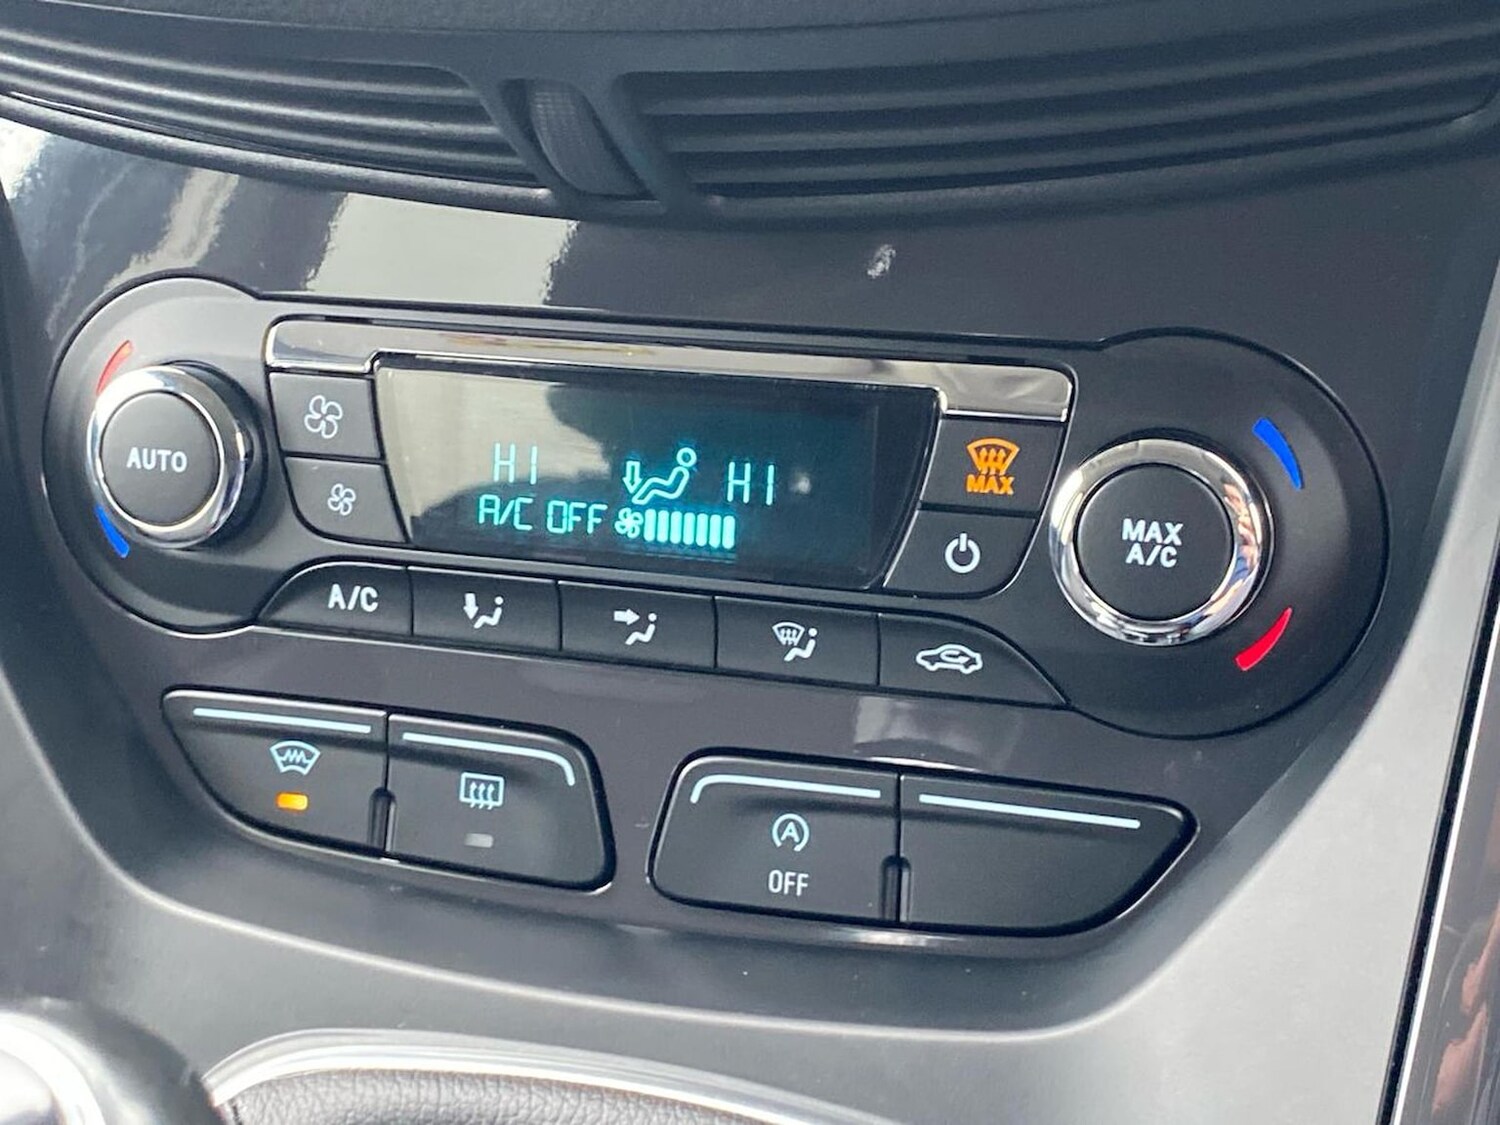 AUTO
HI HI
A/C OFF
MAX
MAX
A/C
A/C
A
OFF